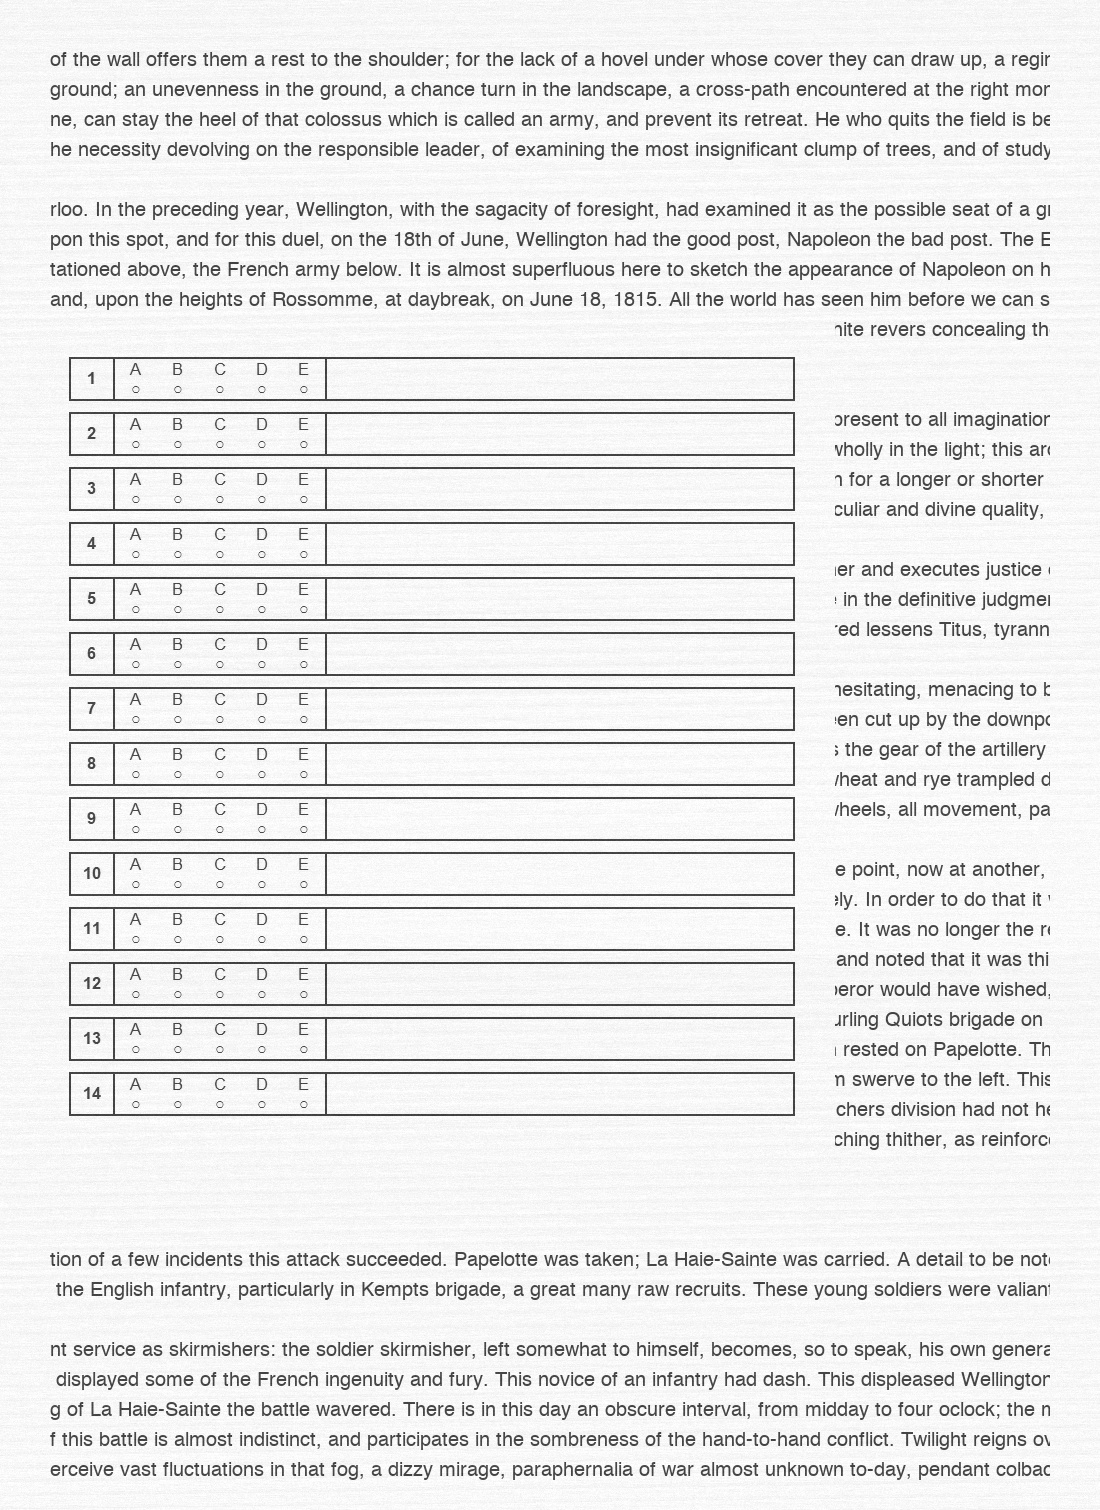 of the wall offers them a rest to the shoulder; for the lack of a hovel under whose cover they can draw up, a
ground; an unevenness in the ground, a chance turn in the landscape, a cross-path encountered at the right
ne, can stay the heel of that colossus which is called an army, and prevent its retreat. He who quits the field is be
he necessity devolving on the responsible leader, of examining the most insignificant clump of trees, and of study
rloo. In the preceding year, Wellington, with the sagacity of foresight, had examined it as the possible seat of a
pon this spot, and for this duel, on the 18th of June, Wellington had the good post, Napoleon the bad post. The E
tationed above, the French army below. It is almost superfluous here to sketch the appearance of Napoleon on h
and, upon the heights of Rossomme, at daybreak, on June 18, 1815. All the world has seen him before we can s
revers concealing th
1 A B C D E
2 A B C D E
present to all imagination
wholly in the light; this
3 A B C D E
for a longer or shorter
culiar and divine quality,
4 A B C D E
er and executes justice
5 A B C D E
in the definitive
red lessens Titus, tyrann
6 A B C D E
hesitating, menacing to b
7 A B C D E
een cut up by the
the gear of the artillery
8 A B C D E
wheat and rye trampled d
wheels, all movement, pa
9 A B C D E
e point, now at another,
10 A B C D E
ely. In order to do that it
11 A B C D E
e. It was no longer the
and noted that it was thi
12 A B C D E
peror would have wished,
urling Quiots brigade on
13 A B C D E
rested on Papelotte. Th
m swerve to the left. This
14 A B C D E
chers division had not he
ching thither, as
tion of a few incidents this attack succeeded. Papelotte was taken; La Haie-Sainte was carried. A detail to be
the English infantry, particularly in Kempts brigade, a great many raw recruits. These young soldiers were valiant
nt service as skirmishers: the soldier skirmisher, left somewhat to himself, becomes, so to speak, his own genera
displayed some of the French ingenuity and fury. This novice of an infantry had dash. This displeased Wellington
g of La Haie-Sainte the battle wavered. There is in this day an obscure interval, from midday to four oclock; the
f this battle is almost indistinct, and participates in the sombreness of the hand-to-hand conflict. Twilight reigns
erceive vast fluctuations in that fog, a dizzy mirage, paraphernalia of war almost unknown to-day, pendant colbac